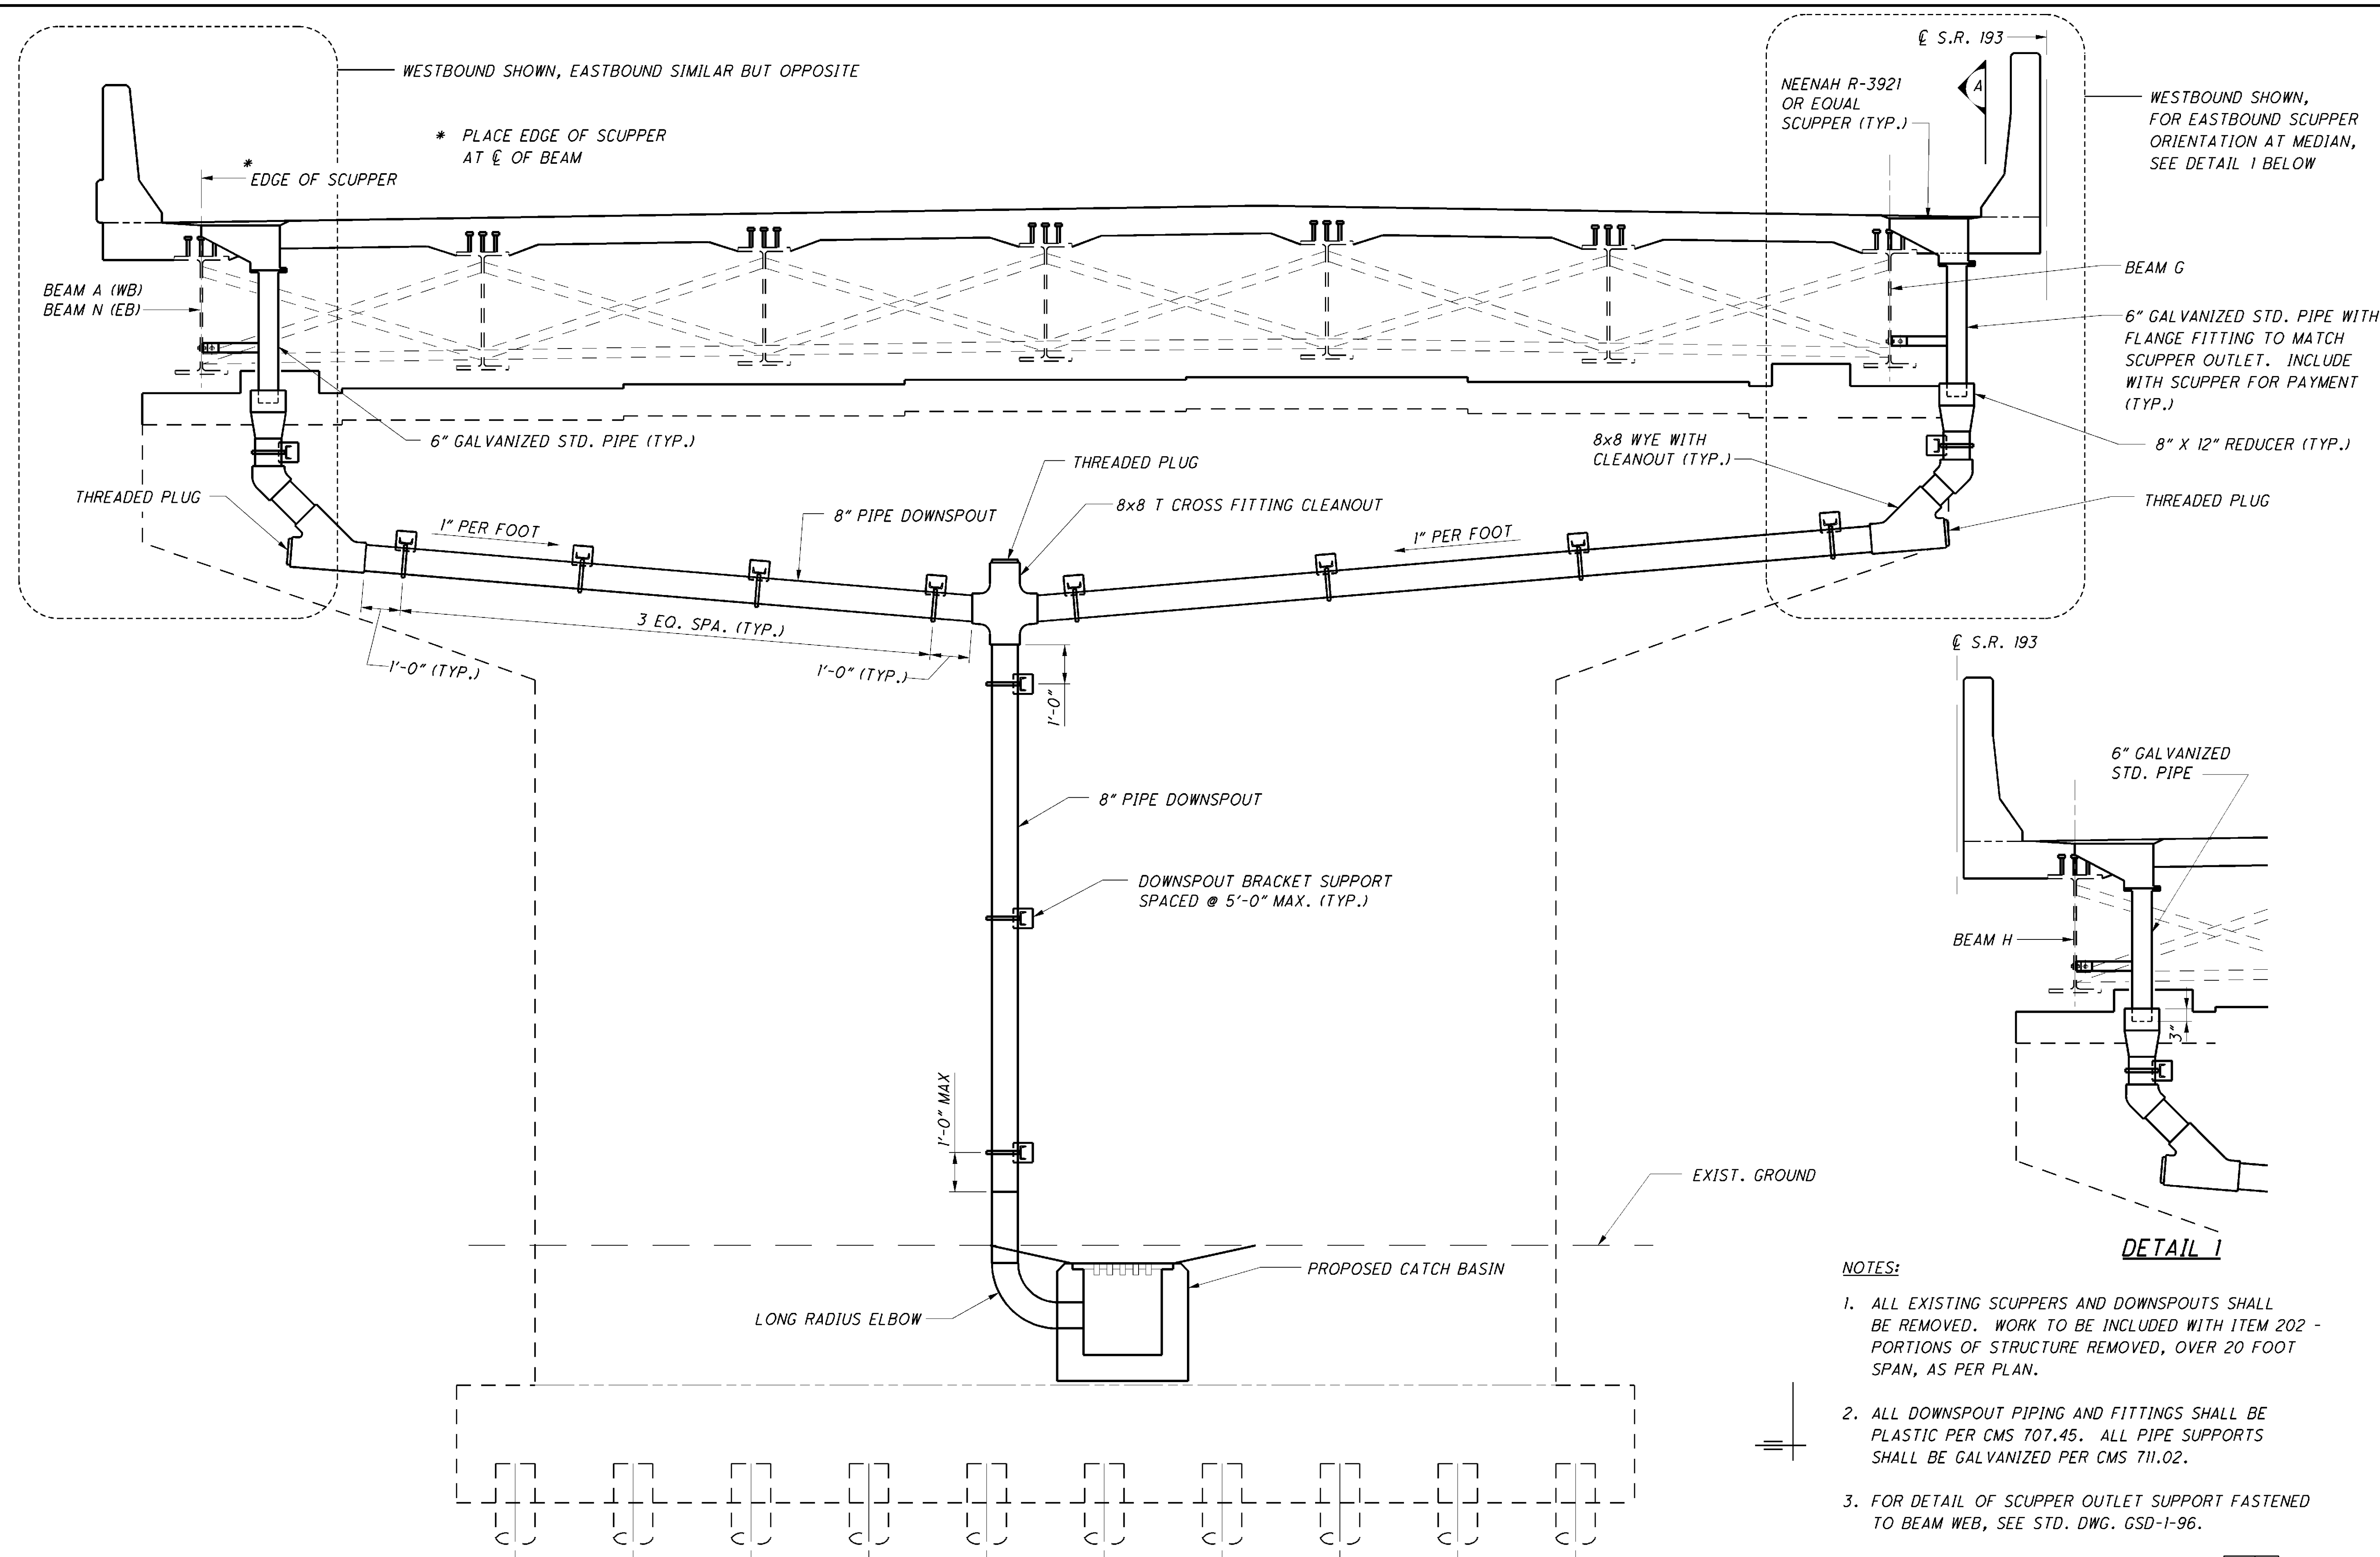 WESTBOUND SHOWN, EASTBOUND SIMILAR BUT OPPOSITE
* PLACE EDGE OF SCUPPER
AT ℄ OF BEAM
*
EDGE OF SCUPPER
BEAM A (WB)
BEAM N (EB)
6" GALVANIZED STD. PIPE (TYP.)
THREADED PLUG
1" PER FOOT
8" PIPE DOWNSPOUT
THREADED PLUG
8x8 T CROSS FITTING CLEANOUT
3 EQ. SPA. (TYP.)
1'-0" (TYP.)
1'-0" (TYP.)
1'-0"
1" PER FOOT
8x8 WYE WITH
CLEANOUT (TYP.)
℄ S.R. 193
NEENAH R-3921
OR EQUAL
SCUPPER (TYP.)
A
WESTBOUND SHOWN,
FOR EASTBOUND SCUPPER
ORIENTATION AT MEDIAN,
SEE DETAIL 1 BELOW
BEAM G
6" GALVANIZED STD. PIPE WITH
FLANGE FITTING TO MATCH
SCUPPER OUTLET. INCLUDE
WITH SCUPPER FOR PAYMENT
(TYP.)
8" X 12" REDUCER (TYP.)
THREADED PLUG
8" PIPE DOWNSPOUT
DOWNSPOUT BRACKET SUPPORT
SPACED @ 5'-0" MAX. (TYP.)
1'-0" MAX
EXIST. GROUND
PROPOSED CATCH BASIN
LONG RADIUS ELBOW
℄ S.R. 193
6" GALVANIZED
STD. PIPE
BEAM H
3"
DETAIL 1
NOTES:
1. ALL EXISTING SCUPPERS AND DOWNSPOUTS SHALL
BE REMOVED. WORK TO BE INCLUDED WITH ITEM 202 -
PORTIONS OF STRUCTURE REMOVED, OVER 20 FOOT
SPAN, AS PER PLAN.
2. ALL DOWNSPOUT PIPING AND FITTINGS SHALL BE
PLASTIC PER CMS 707.45. ALL PIPE SUPPORTS
SHALL BE GALVANIZED PER CMS 711.02.
3. FOR DETAIL OF SCUPPER OUTLET SUPPORT FASTENED
TO BEAM WEB, SEE STD. DWG. GSD-1-96.